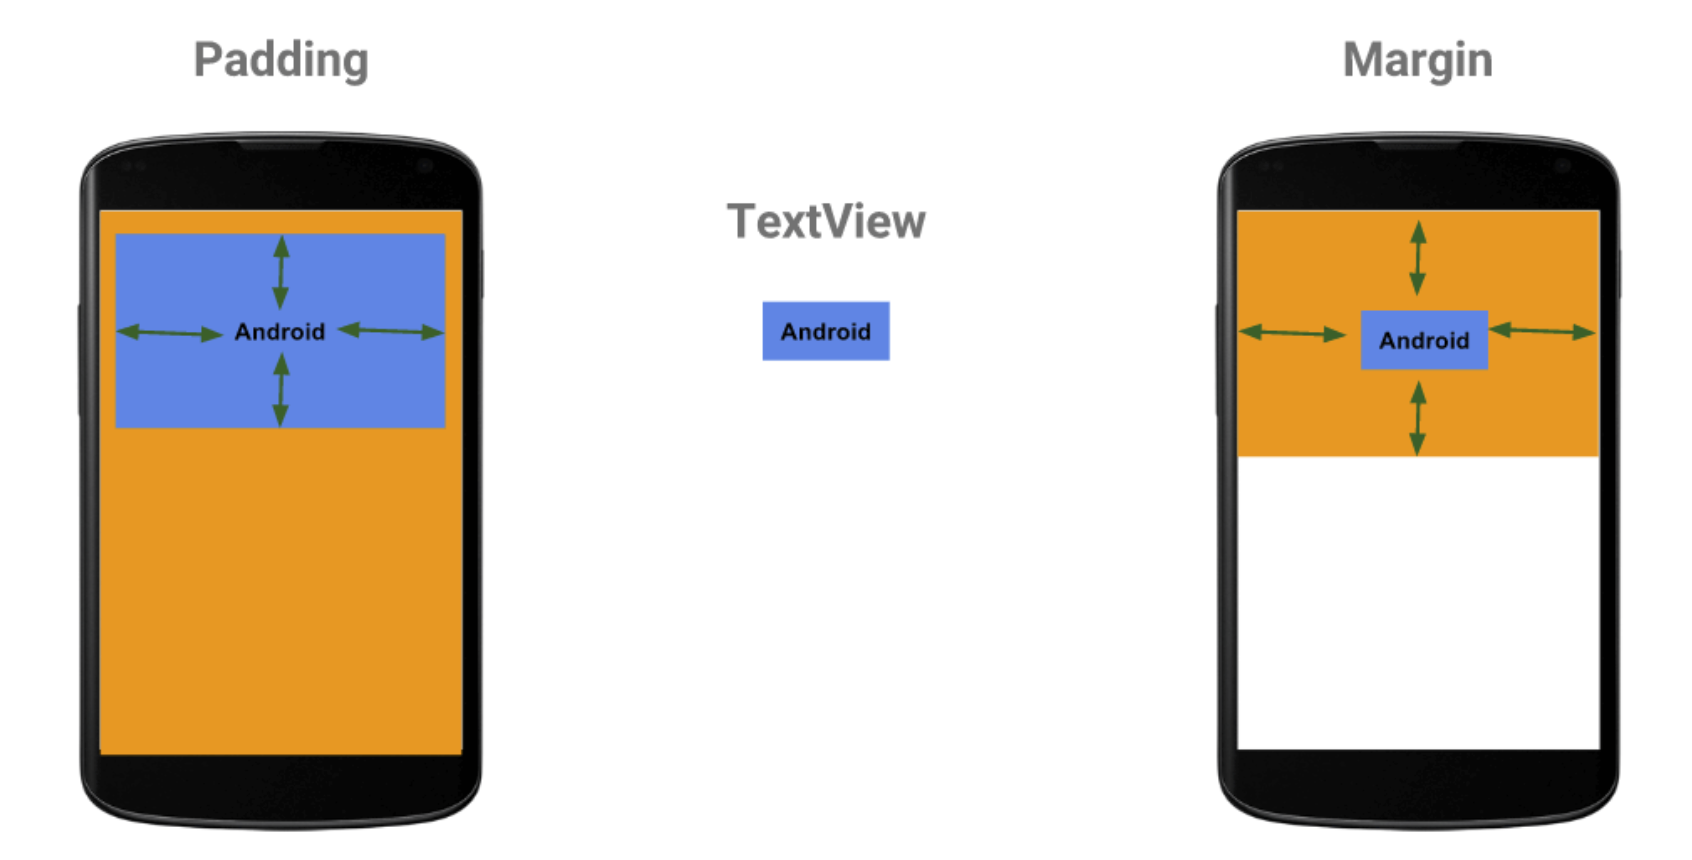 Padding
Margin
TextView
Android
Android
Android